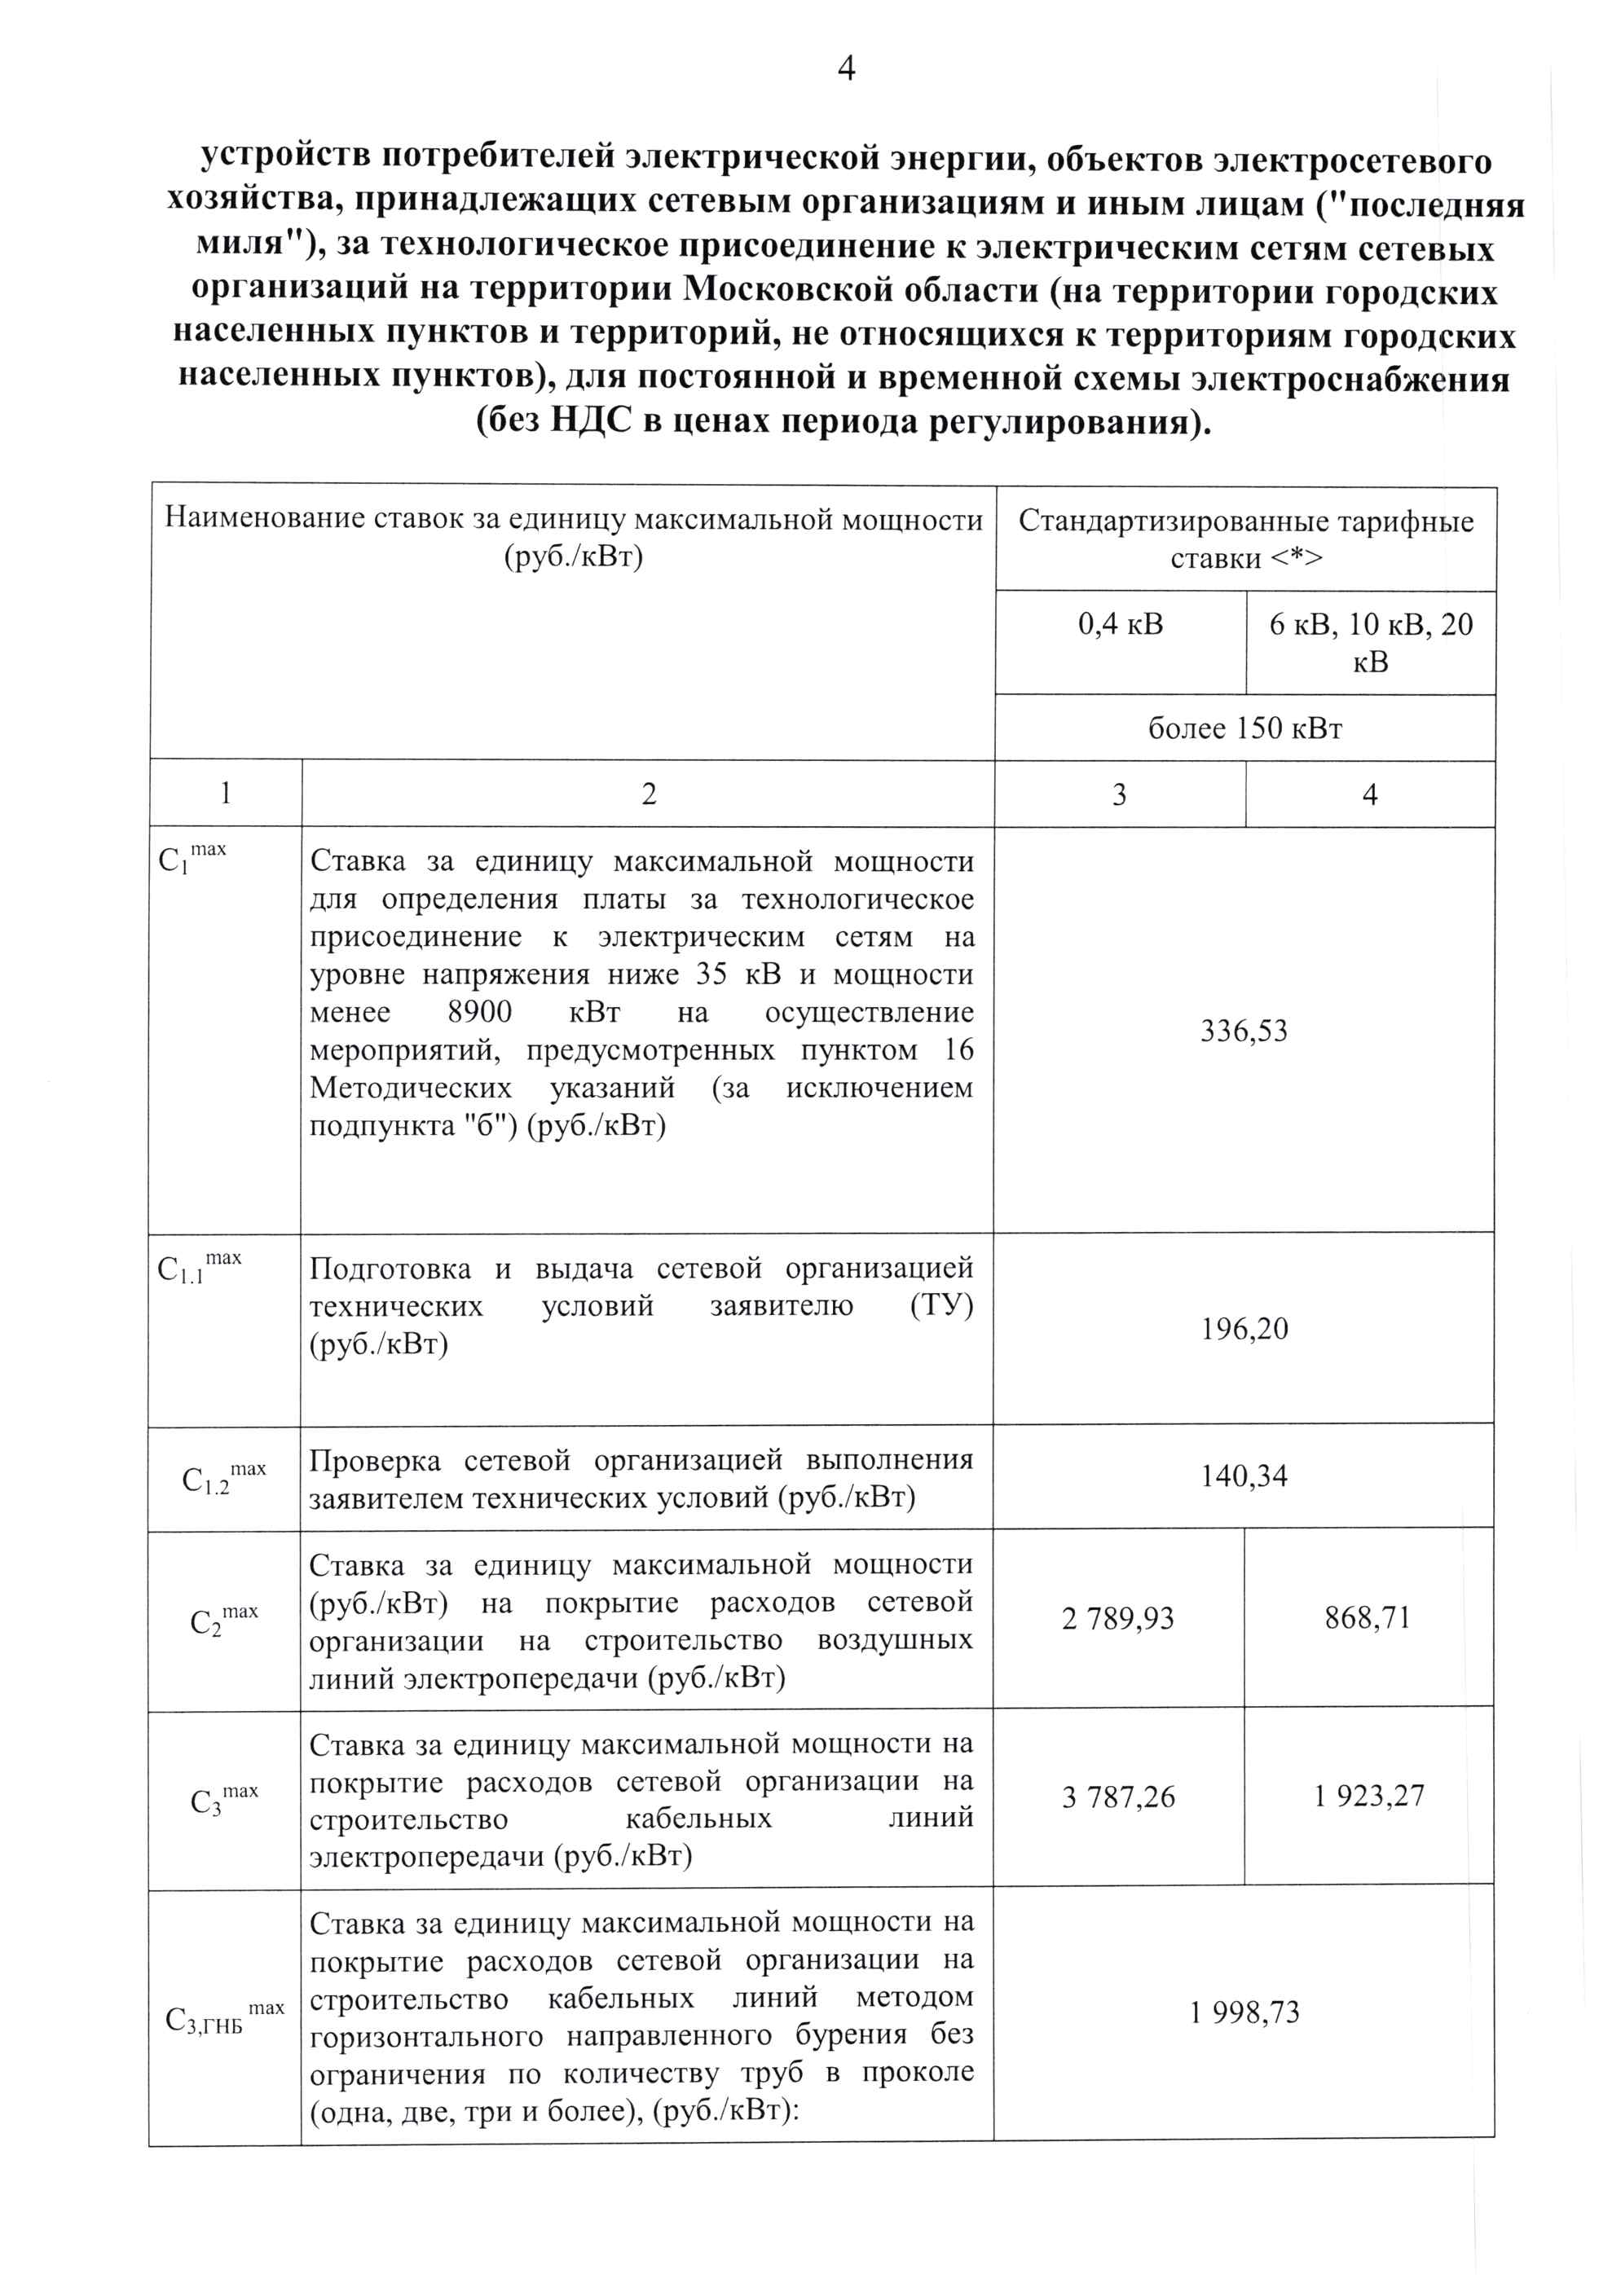 4
устройств потребителей электрической энергии, объектов электросетевого
хозяйства, принадлежащих сетевым организациям и иным лицам ("последняя
миля"), за технологическое присоединение к электрическим сетям сетевых
организаций на территории Московской области (на территории городских
населенных пунктов и территорий, не относящихся к территориям городских
населенных пунктов), для постоянной и временной схемы электроснабжения
(без НДС в ценах периода регулирования).
Наименование ставок за единицу максимальной мощности
(руб./кВт)
Стандартизированные тарифные
ставки <*>
0,4 кВ
6 кВ, 10 кВ, 20
кВ
более 150 кВт
1
2
3
4
C1max
Ставка за единицу максимальной мощности
для определения платы за технологическое
присоединение к электрическим сетям на
уровне напряжения ниже 35 кВ и мощности
менее 8900 кВт на осуществление
мероприятий, предусмотренных пунктом 16
Методических указаний (за исключением
подпункта "б") (руб./кВт)
336,53
C1.1max
Подготовка и выдача сетевой организацией
технических условий заявителю (ТУ)
(руб./кВт)
196,20
C1.2max
Проверка сетевой организацией выполнения
заявителем технических условий (руб./кВт)
140,34
C2max
Ставка за единицу максимальной мощности
(руб./кВт) на покрытие расходов сетевой
организации на строительство воздушных
линий электропередачи (руб./кВт)
2 789,93
868,71
C3max
Ставка за единицу максимальной мощности на
покрытие расходов сетевой организации на
строительство кабельных линий
электропередачи (руб./кВт)
3 787,26
1 923,27
C3,ГНБmax
Ставка за единицу максимальной мощности на
покрытие расходов сетевой организации на
строительство кабельных линий методом
горизонтального направленного бурения без
ограничения по количеству труб в проколе
(одна, две, три и более), (руб./кВт):
1 998,73